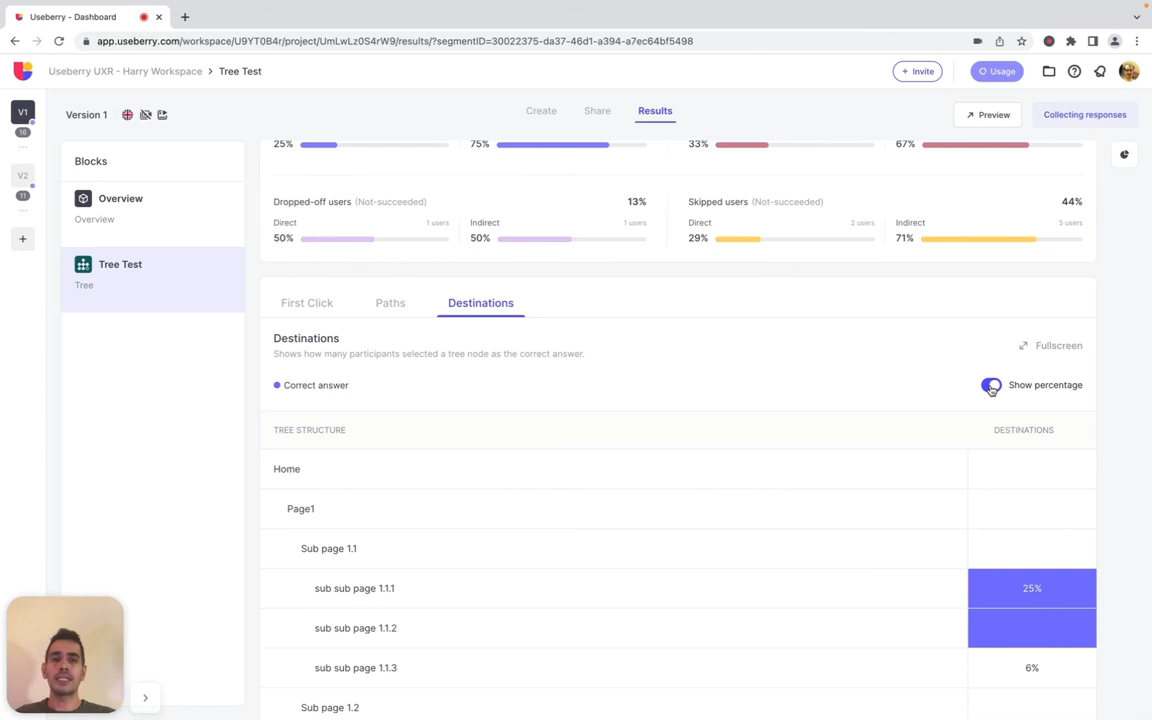 Useberry - Dashboard
app.useberry.com/workspace/U9YT0B4r/project/UmLwLz0S4rW9/results/?segmentID=30022375-da37-46d1-a394-a7ec64bf5498
Useberry UXR - Harry Workspace > Tree Test
+ Invite
Usage
V1
16
V2
11
Version 1
Create
Share
Results
Preview
Collecting responses
Blocks
Overview
Overview
Tree Test
Tree
25%
75%
33%
67%
Dropped-off users (Not-succeeded) 13%
Skipped users (Not-succeeded) 44%
Direct 1 users
Indirect 1 users
Direct 2 users
Indirect 5 users
50%
50%
29%
71%
First Click
Paths
Destinations
Destinations
Shows how many participants selected a tree node as the correct answer.
Fullscreen
Correct answer
Show percentage
TREE STRUCTURE
DESTINATIONS
Home
Page1
Sub page 1.1
sub sub page 1.1.1 25%
sub sub page 1.1.2
sub sub page 1.1.3 6%
Sub page 1.2